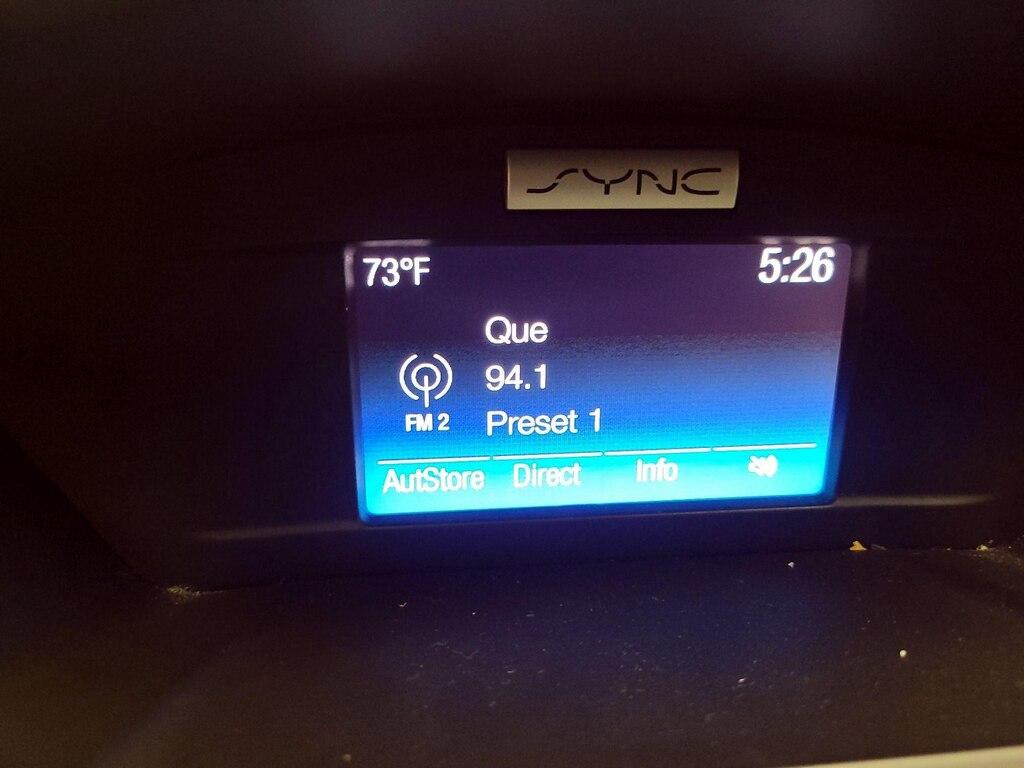 SYNC
73°F 5:26
Que
94.1
FM 2
Preset 1
AutStore Direct Info